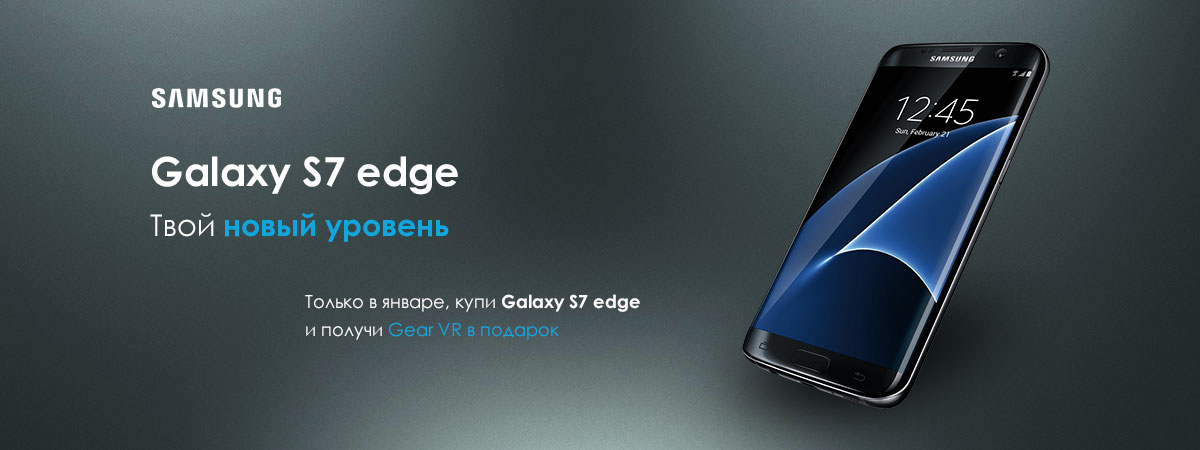 SAMSUNG
Galaxy S7 edge
Твой новый уровень
Только в январе, купи Galaxy S7 edge
и получи Gear VR в подарок
SAMSUNG
12:45
Sun, February 21